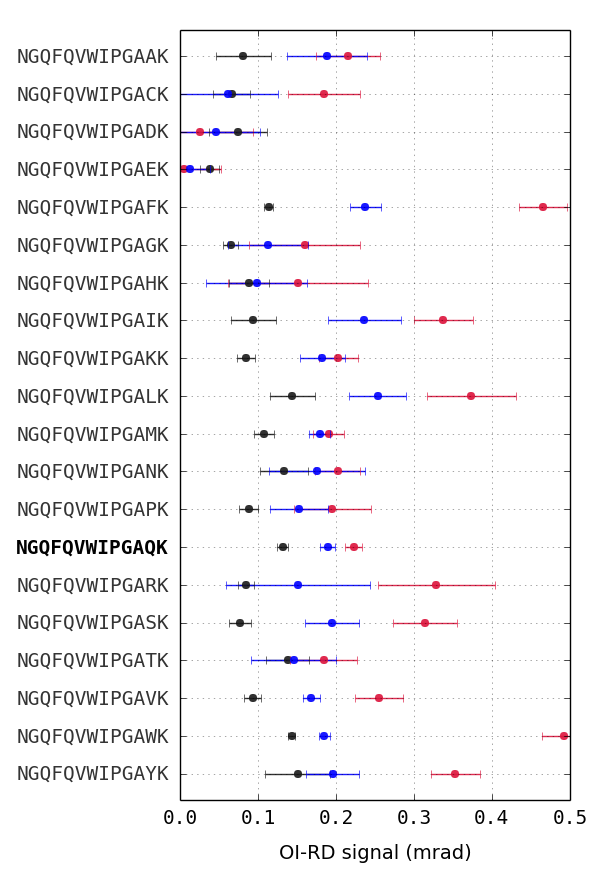 NGQFQVWIPGAAK
NGQFQVWIPGACK
NGQFQVWIPGADK
NGQFQVWIPGAEK
NGQFQVWIPGAFK
NGQFQVWIPGAGK
NGQFQVWIPGAHK
NGQFQVWIPGAIK
NGQFQVWIPGAKK
NGQFQVWIPGALK
NGQFQVWIPGAMK
NGQFQVWIPGANK
NGQFQVWIPGAPK
NGQFQVWIPGAQK
NGQFQVWIPGARK
NGQFQVWIPGASK
NGQFQVWIPGATK
NGQFQVWIPGAVK
NGQFQVWIPGAWK
NGQFQVWIPGAYK
0.0 0.1 0.2 0.3 0.4 0.5
OI-RD signal (mrad)